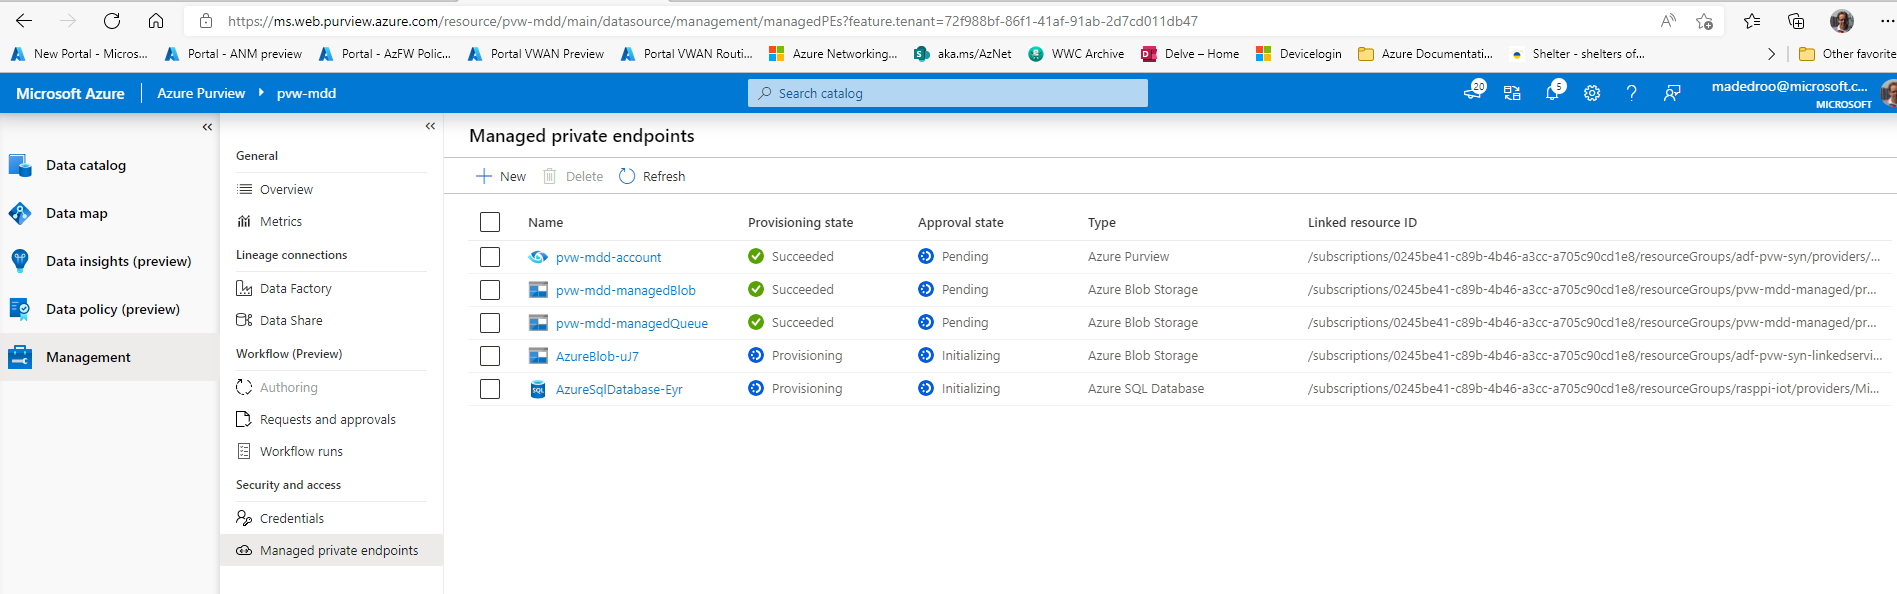 https://ms.web.purview.azure.com/resource/pvw-mdd/main/datasource/management/managedPEs?feature.tenant=72f988bf-86f1-41af-91ab-2d7cd011db47
New Portal - Micros... Portal - ANM preview Portal - AzFW Polic... Portal VWAN Preview Portal VWAN Routi... Azure Networking... aka.ms/AzNet WWC Archive Delve – Home Devicelogin Azure Documentati... Shelter - shelters of... Other favorite
Microsoft Azure Azure Purview pvw-mdd Search catalog 20 5 madedroo@microsoft.c...
MICROSOFT
Data catalog
Data map
Data insights (preview)
Data policy (preview)
Management
General
Overview
Metrics
Lineage connections
Data Factory
Data Share
Workflow (Preview)
Authoring
Requests and approvals
Workflow runs
Security and access
Credentials
Managed private endpoints
Managed private endpoints
New Delete Refresh
Name Provisioning state Approval state Type Linked resource ID
pvw-mdd-account Succeeded Pending Azure Purview /subscriptions/0245be41-c89b-4b46-a3cc-a705c90cd1e8/resourceGroups/adf-pvw-syn/providers/...
pvw-mdd-managedBlob Succeeded Pending Azure Blob Storage /subscriptions/0245be41-c89b-4b46-a3cc-a705c90cd1e8/resourceGroups/pvw-mdd-managed/pr...
pvw-mdd-managedQueue Succeeded Pending Azure Blob Storage /subscriptions/0245be41-c89b-4b46-a3cc-a705c90cd1e8/resourceGroups/pvw-mdd-managed/pr...
AzureBlob-uJ7 Provisioning Initializing Azure Blob Storage /subscriptions/0245be41-c89b-4b46-a3cc-a705c90cd1e8/resourceGroups/adf-pvw-syn-linkedservi...
AzureSqlDatabase-Eyr Provisioning Initializing Azure SQL Database /subscriptions/0245be41-c89b-4b46-a3cc-a705c90cd1e8/resourceGroups/rasppi-iot/providers/Mi...